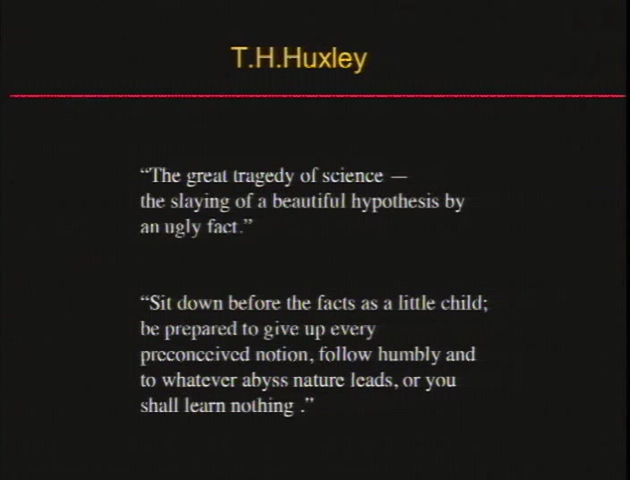 T.H.Huxley
“The great tragedy of science —
the slaying of a beautiful hypothesis by
an ugly fact.”
“Sit down before the facts as a little child;
be prepared to give up every
preconceived notion, follow humbly and
to whatever abyss nature leads, or you
shall learn nothing .”